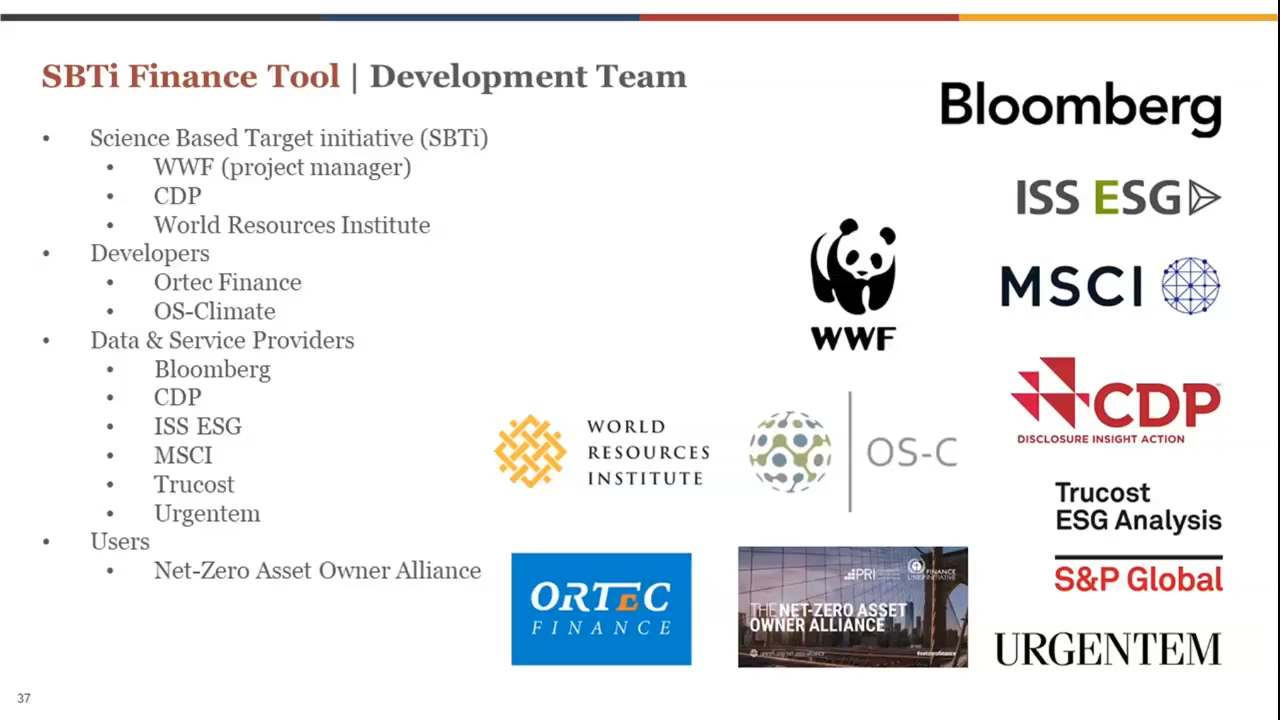 SBTi Finance Tool | Development Team
• Science Based Target initiative (SBTi)
• WWF (project manager)
• CDP
• World Resources Institute
• Developers
• Ortec Finance
• OS-Climate
• Data & Service Providers
• Bloomberg
• CDP
• ISS ESG
• MSCI
• Trucost
• Urgentem
• Users
• Net-Zero Asset Owner Alliance
Bloomberg
ISS ESG
MSCI
WWF
CDP
DISCLOSURE INSIGHT ACTION
WORLD
RESOURCES
INSTITUTE
OS-C
Trucost
ESG Analysis
S&P Global
ORTEC
FINANCE
PRI
FINANCE
THE NET-ZERO ASSET
OWNER ALLIANCE
URGENTEM
37